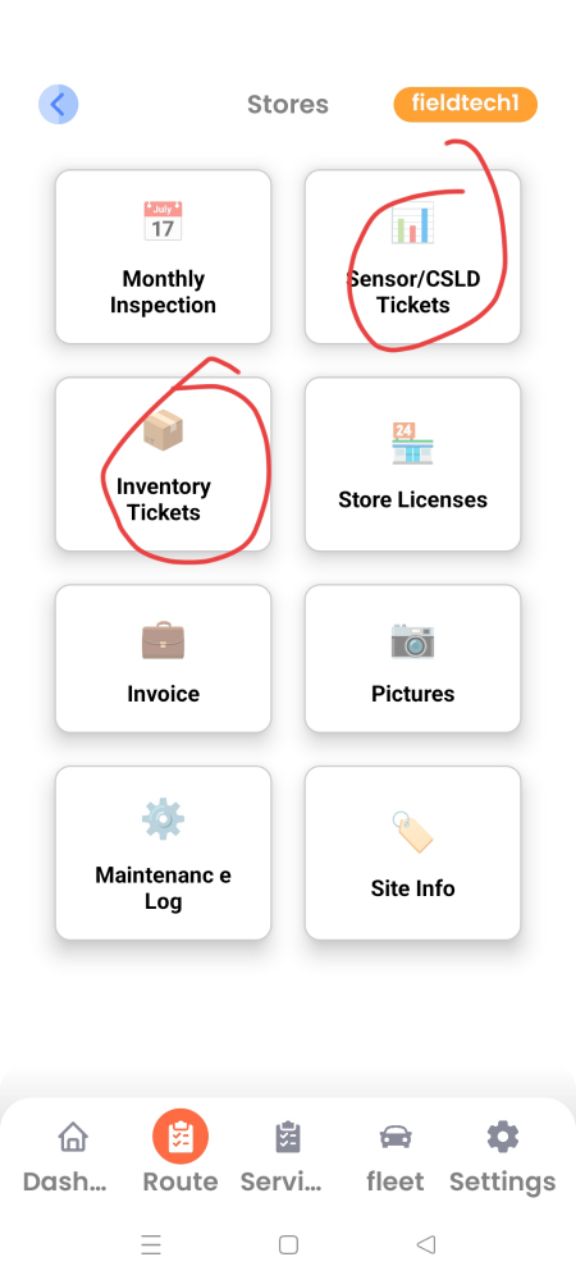 Stores
fieldtech1
July
17
Monthly
Inspection
Sensor/CSLD
Tickets
Inventory
Tickets
24
Store Licenses
Invoice
Pictures
Maintenanc e
Log
Site Info
Dash...
Route
Servi...
fleet
Settings